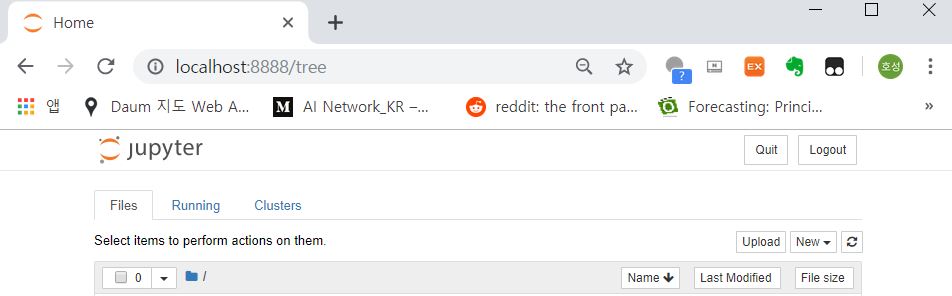 Home
localhost:8888/tree
EX
?
호성
앱 Daum 지도 Web A... M AI Network_KR –... reddit: the front pa... Forecasting: Princi... »
jupyter Quit Logout
Files Running Clusters
Select items to perform actions on them. Upload New
0 / Name Last Modified File size